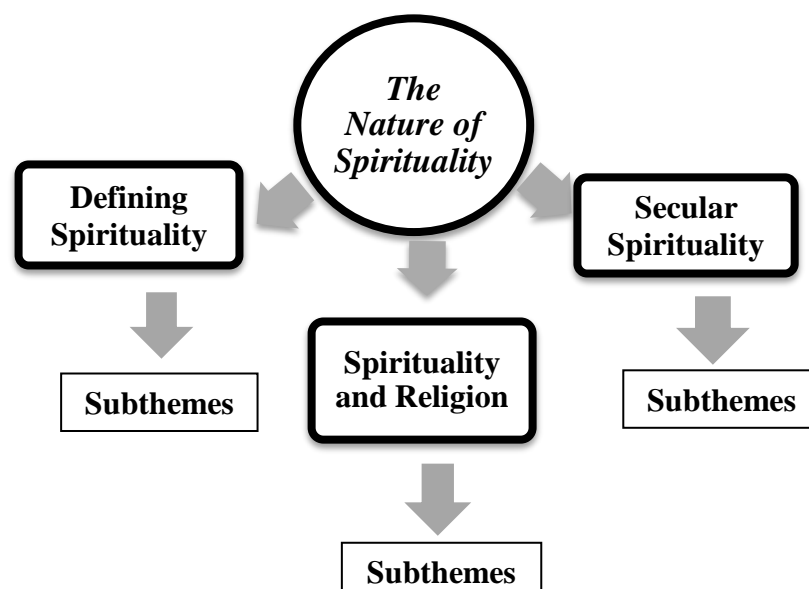 The
Nature of
Spirituality
Defining
Spirituality
Secular
Spirituality
Spirituality
and Religion
Subthemes
Subthemes
Subthemes